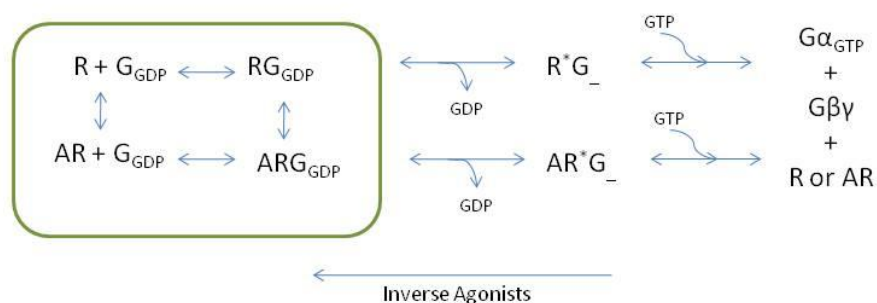 R + G_GDP RG_GDP R*G_ GTP Gα_GTP
GDP +
Gβγ
AR + G_GDP ARG_GDP AR*G_ GTP +
GDP R or AR
Inverse Agonists